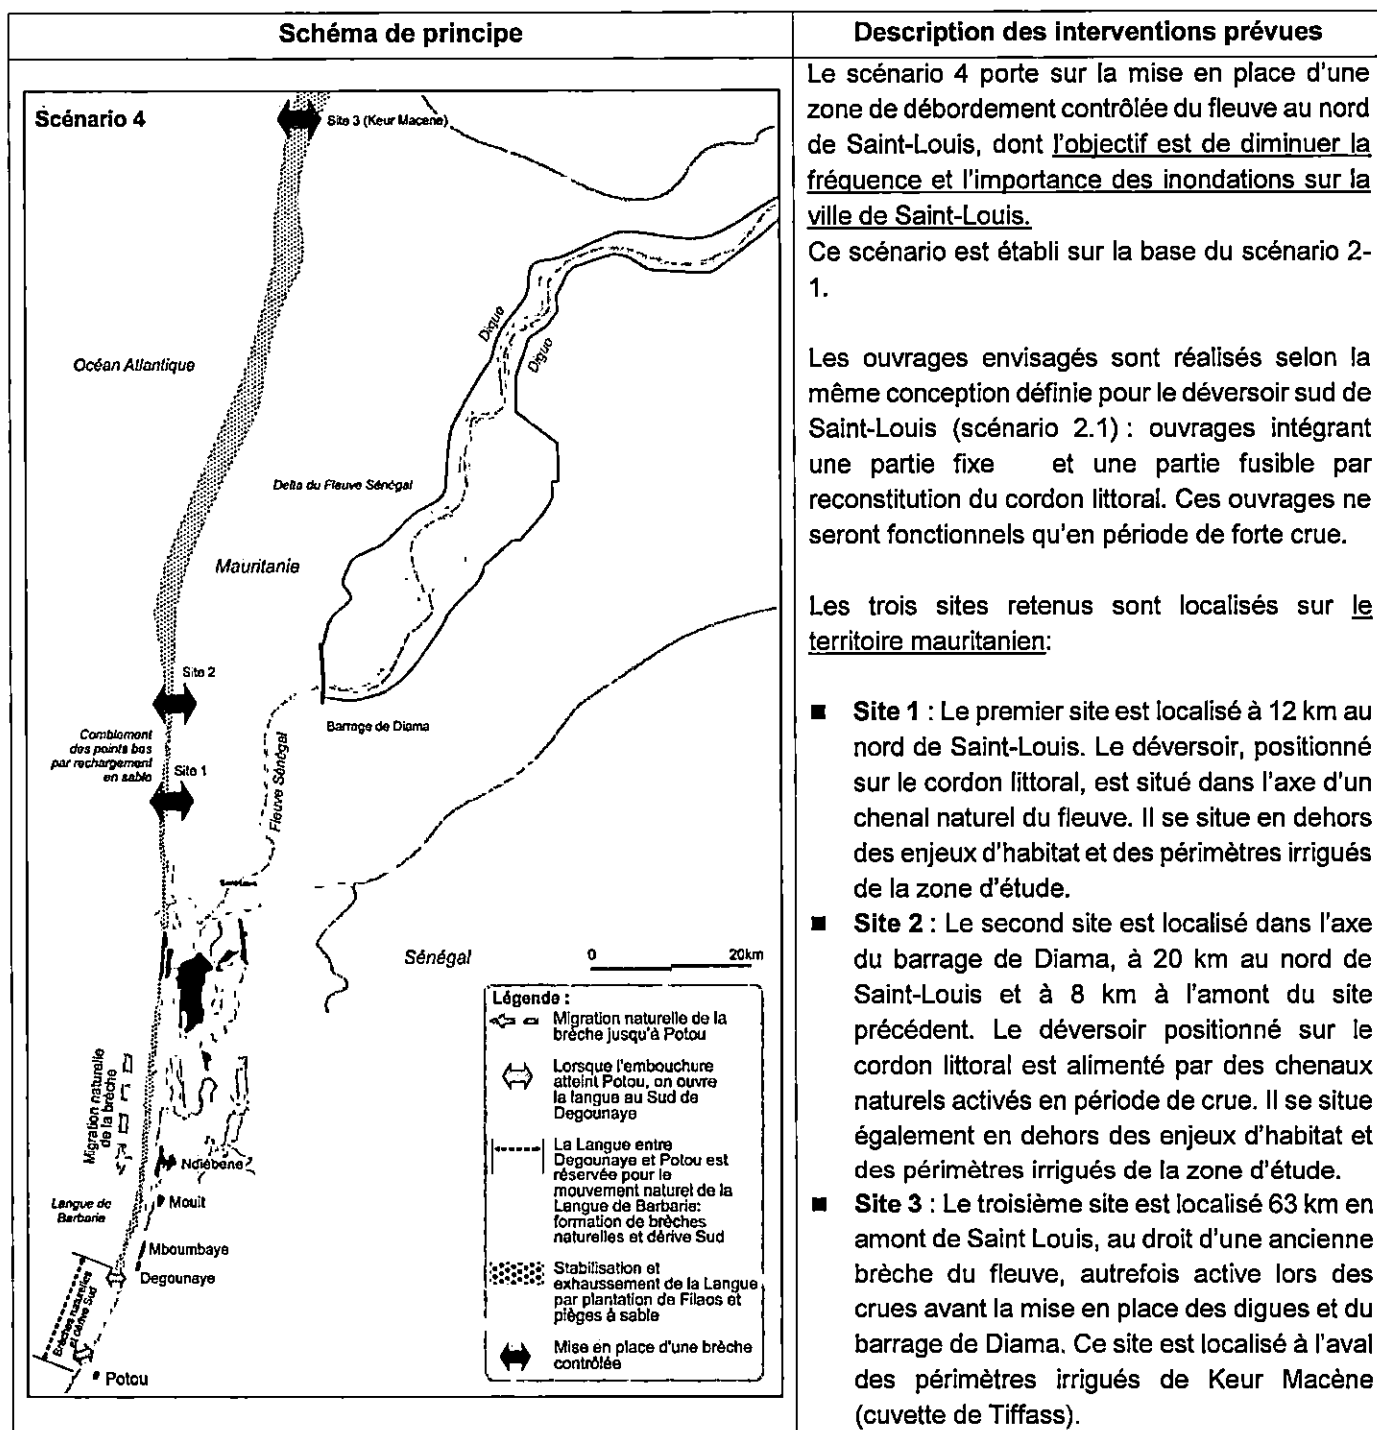 Schéma de principe
Description des interventions prévues
Scénario 4
Site 3 (Keur Macene)
Océan Atlantique
Digue
Digue
Delta du Fleuve Sénégal
Mauritanie
Site 2
Barrage de Diama
Comblement
des points bas
par rechargement
en sable
Site 1
Fleuve Sénégal
Sénégal
0 20km
Migration naturelle
de la brèche
Ndiébène
Langue de
Barbarie
Mouit
Mboumbaye
Degounaye
Brèches naturelles
et dérive Sud
Potou
Légende :
Migration naturelle de la
brèche jusqu'à Potou
Lorsque l'embouchure
atteint Potou, on ouvre
la langue au Sud de
Degounaye
La Langue entre
Degounaye et Potou est
réservée pour le
mouvement naturel de la
Langue de Barbarie:
formation de brèches
naturelles et dérive Sud
Stabilisation et
exhaussement de la Langue
par plantation de Filaos et
pièges à sable
Mise en place d'une brèche
contrôlée
Le scénario 4 porte sur la mise en place d'une
zone de débordement contrôlée du fleuve au nord
de Saint-Louis, dont l'objectif est de diminuer la
fréquence et l'importance des inondations sur la
ville de Saint-Louis.
Ce scénario est établi sur la base du scénario 2-
1.
Les ouvrages envisagés sont réalisés selon la
même conception définie pour le déversoir sud de
Saint-Louis (scénario 2.1) : ouvrages intégrant
une partie fixe et une partie fusible par
reconstitution du cordon littoral. Ces ouvrages ne
seront fonctionnels qu'en période de forte crue.
Les trois sites retenus sont localisés sur le
territoire mauritanien:
■ Site 1 : Le premier site est localisé à 12 km au
nord de Saint-Louis. Le déversoir, positionné
sur le cordon littoral, est situé dans l'axe d'un
chenal naturel du fleuve. Il se situe en dehors
des enjeux d'habitat et des périmètres irrigués
de la zone d'étude.
■ Site 2 : Le second site est localisé dans l'axe
du barrage de Diama, à 20 km au nord de
Saint-Louis et à 8 km à l'amont du site
précédent. Le déversoir positionné sur le
cordon littoral est alimenté par des chenaux
naturels activés en période de crue. Il se situe
également en dehors des enjeux d'habitat et
des périmètres irrigués de la zone d'étude.
■ Site 3 : Le troisième site est localisé 63 km en
amont de Saint Louis, au droit d'une ancienne
brèche du fleuve, autrefois active lors des
crues avant la mise en place des digues et du
barrage de Diama. Ce site est localisé à l'aval
des périmètres irrigués de Keur Macène
(cuvette de Tiffass).